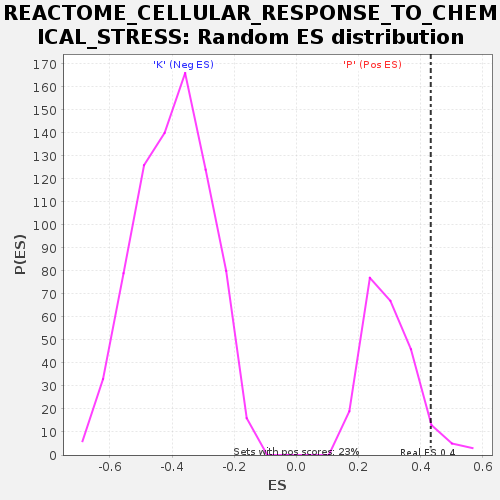 REACTOME_CELLULAR_RESPONSE_TO_CHEM
ICAL_STRESS: Random ES distribution
'K' (Neg ES) 'P' (Pos ES)
170
160
150
140
130
120
110
100
90
80
70
60
50
40
30
20
10
0
P(ES)
Sets with pos scores: 23%
Real ES 0.4
-0.6 -0.4 -0.2 0.0 0.2 0.4 0.6
ES